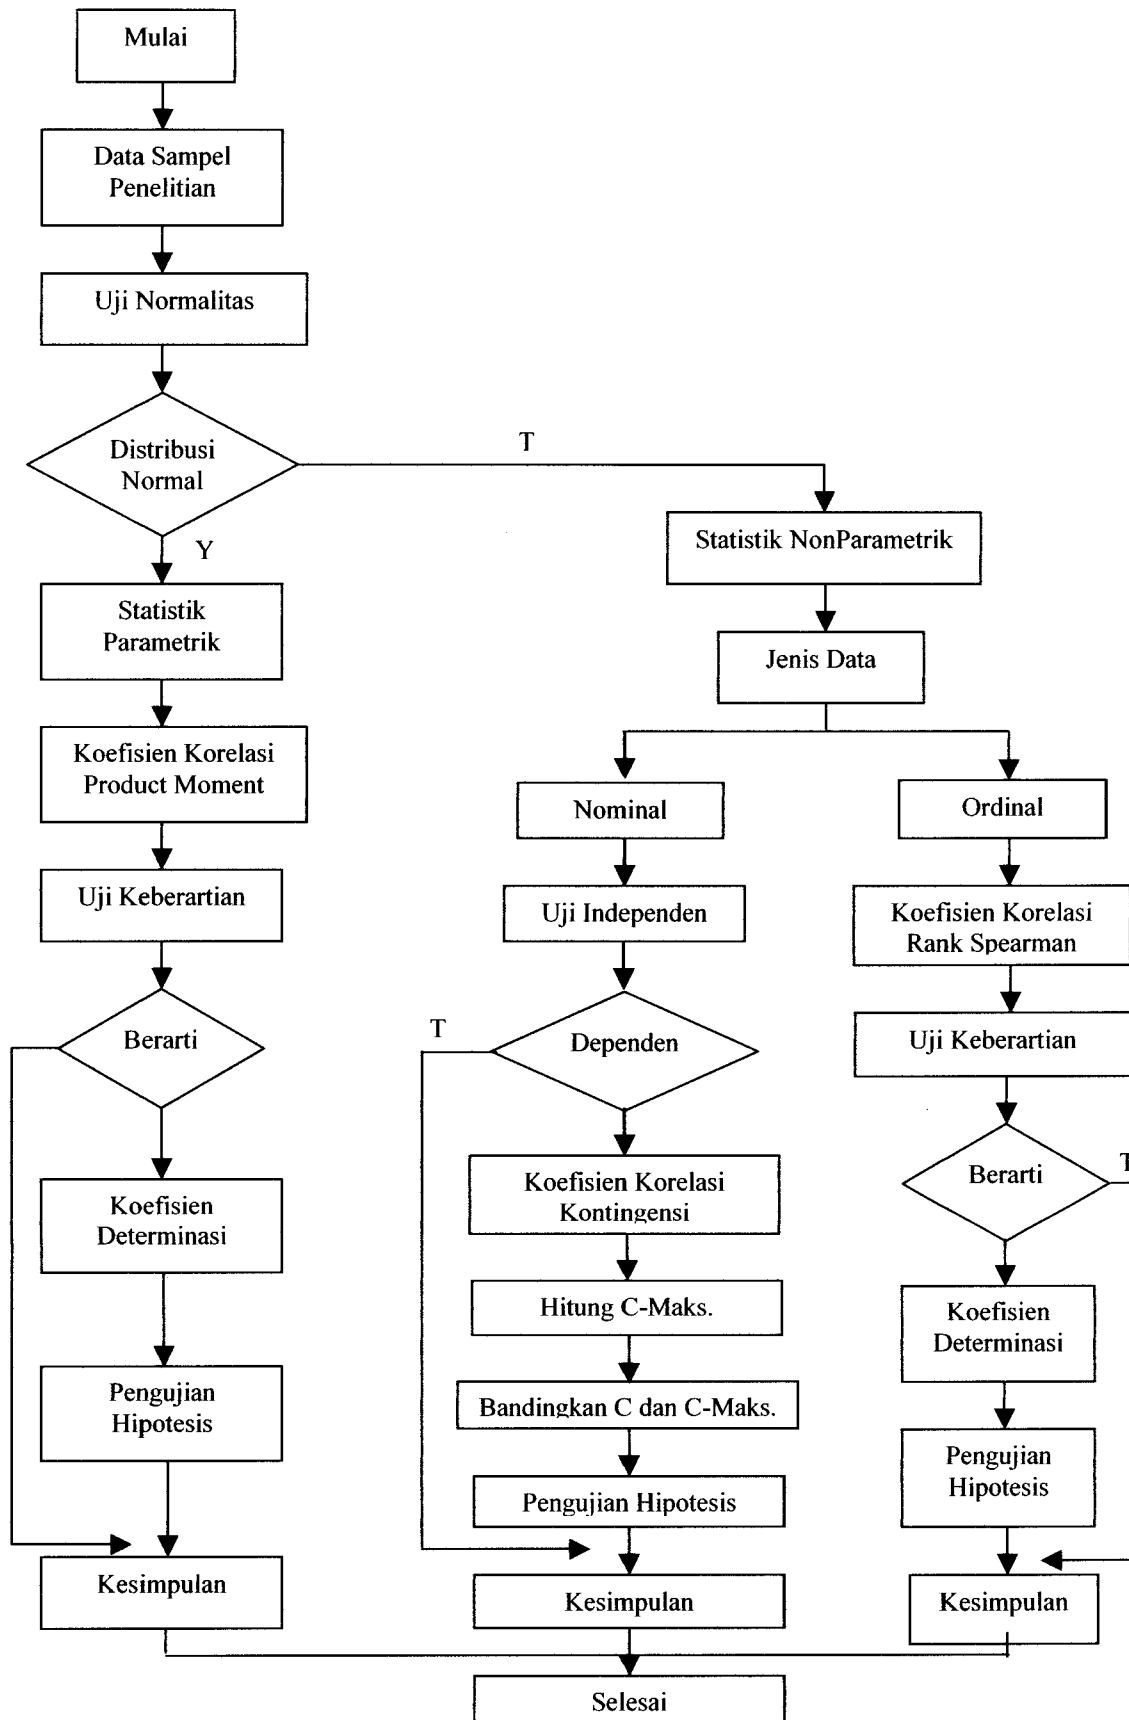 Mulai
Data Sampel
Penelitian
Uji Normalitas
Distribusi
Normal
T
Y
Statistik
Parametrik
Koefisien Korelasi
Product Moment
Uji Keberartian
Berarti
Koefisien
Determinasi
Pengujian
Hipotesis
Kesimpulan
Statistik NonParametrik
Jenis Data
Nominal
Uji Independen
Dependen
T
Koefisien Korelasi
Kontingensi
Hitung C-Maks.
Bandingkan C dan C-Maks.
Pengujian Hipotesis
Kesimpulan
Ordinal
Koefisien Korelasi
Rank Spearman
Uji Keberartian
Berarti
T
Koefisien
Determinasi
Pengujian
Hipotesis
Kesimpulan
Selesai